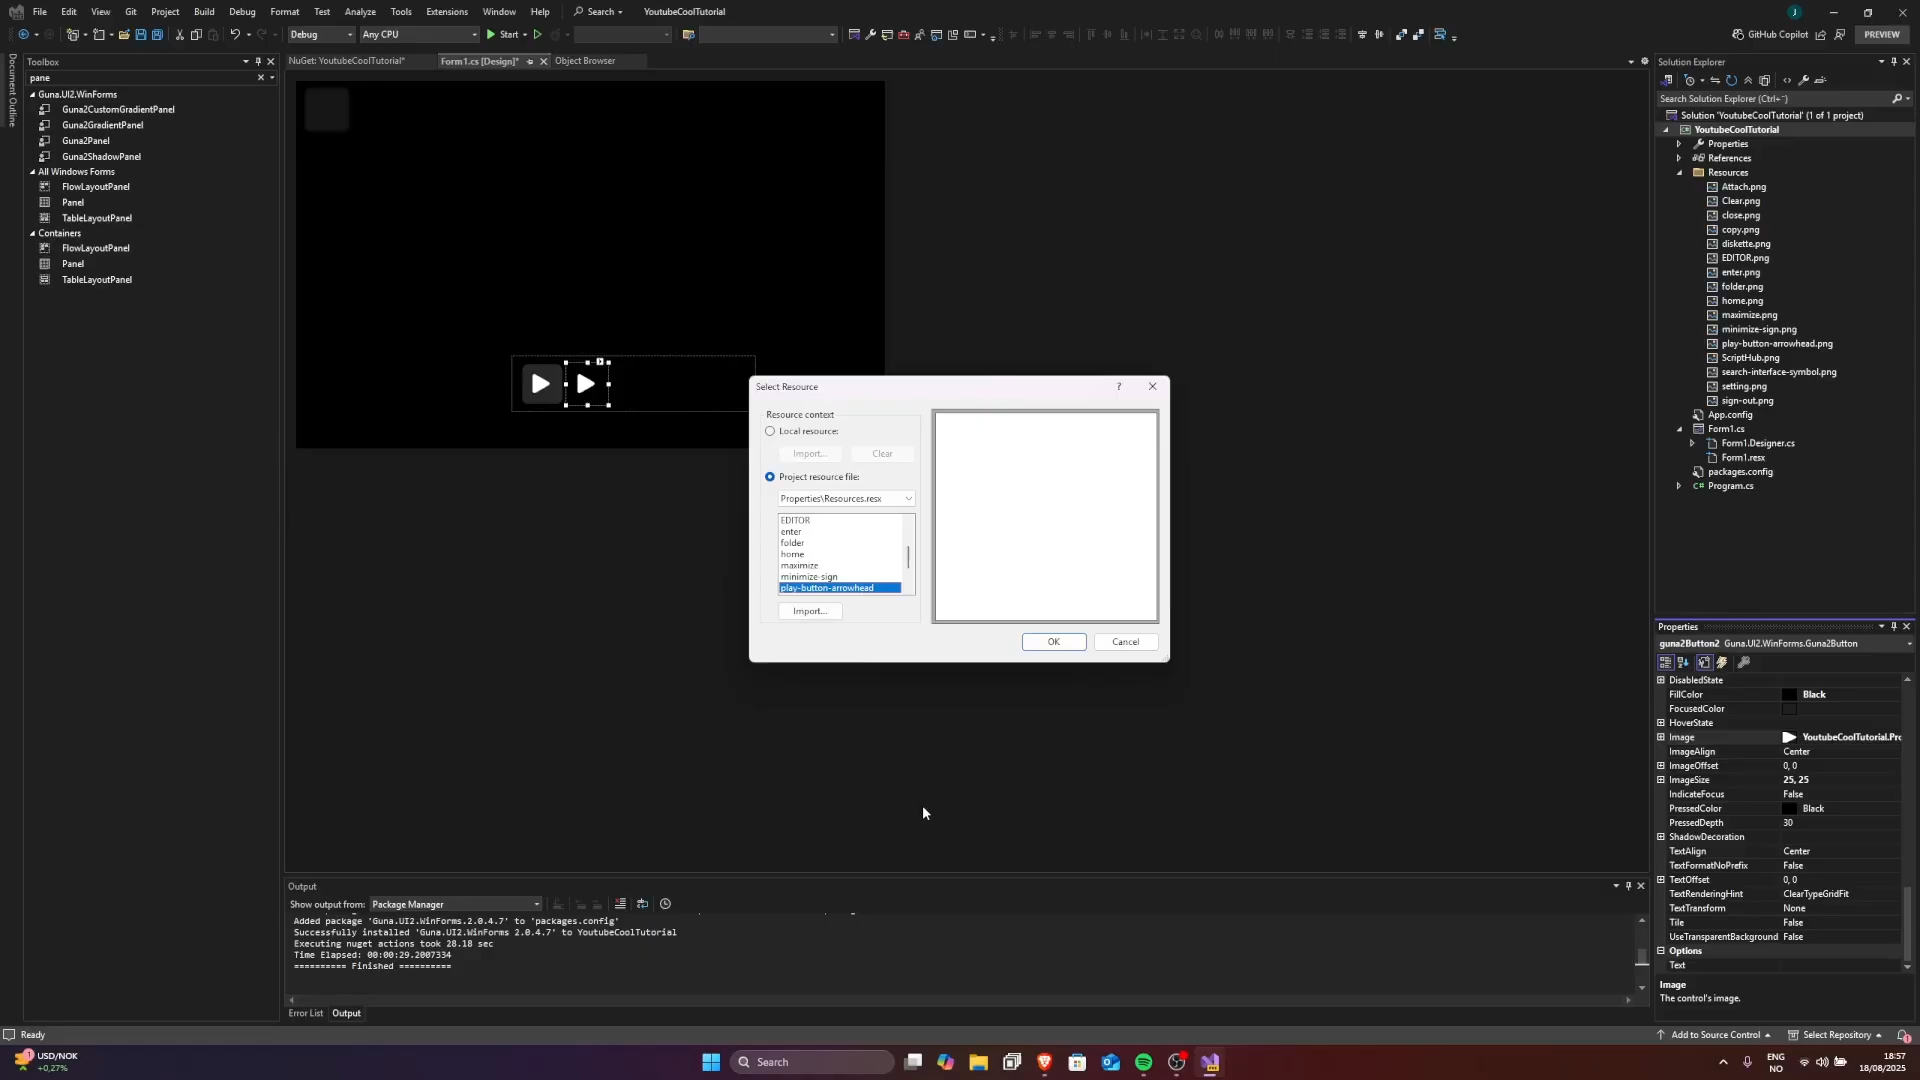 File Edit View Git Project Build Debug Format Test Analyze Tools Extensions Window Help Search YoutubeCoolTutorial J
Debug Any CPU Start GitHub Copilot PREVIEW
Document Outline
Toolbox
pane
Guna.UI2.WinForms
Guna2CustomGradientPanel
Guna2GradientPanel
Guna2Panel
Guna2ShadowPanel
All Windows Forms
FlowLayoutPanel
Panel
TableLayoutPanel
Containers
FlowLayoutPanel
Panel
TableLayoutPanel
NuGet: YoutubeCoolTutorial* Form1.cs [Design]* Object Browser
Select Resource ?
Resource context
Local resource:
Import... Clear
Project resource file:
Properties\Resources.resx
EDITOR
enter
folder
home
maximize
minimize-sign
play-button-arrowhead
Import...
OK Cancel
Output
Show output from: Package Manager
Added package 'Guna.UI2.WinForms.2.0.4.7' to 'packages.config'
Successfully installed 'Guna.UI2.WinForms 2.0.4.7' to YoutubeCoolTutorial
Executing nuget actions took 28.18 sec
Time Elapsed: 00:00:29.2007334
========== Finished ==========
Error List Output
Solution Explorer
Search Solution Explorer (Ctrl+¨)
Solution 'YoutubeCoolTutorial' (1 of 1 project)
YoutubeCoolTutorial
Properties
References
Resources
Attach.png
Clear.png
close.png
copy.png
diskette.png
EDITOR.png
enter.png
folder.png
home.png
maximize.png
minimize-sign.png
play-button-arrowhead.png
ScriptHub.png
search-interface-symbol.png
setting.png
sign-out.png
App.config
Form1.cs
Form1.Designer.cs
Form1.resx
packages.config
C# Program.cs
Properties
guna2Button2 Guna.UI2.WinForms.Guna2Button
DisabledState
FillColor Black
FocusedColor
HoverState
Image YoutubeCoolTutorial.Pro
ImageAlign Center
ImageOffset 0, 0
ImageSize 25, 25
IndicateFocus False
PressedColor Black
PressedDepth 30
ShadowDecoration
TextAlign Center
TextFormatNoPrefix False
TextOffset 0, 0
TextRenderingHint ClearTypeGridFit
TextTransform None
Tile False
UseTransparentBackground False
Options
Text
Image
The control's image.
Ready Add to Source Control Select Repository
1 USD/NOK
+0,27%
Search
ENG
NO
18:57
18/08/2025